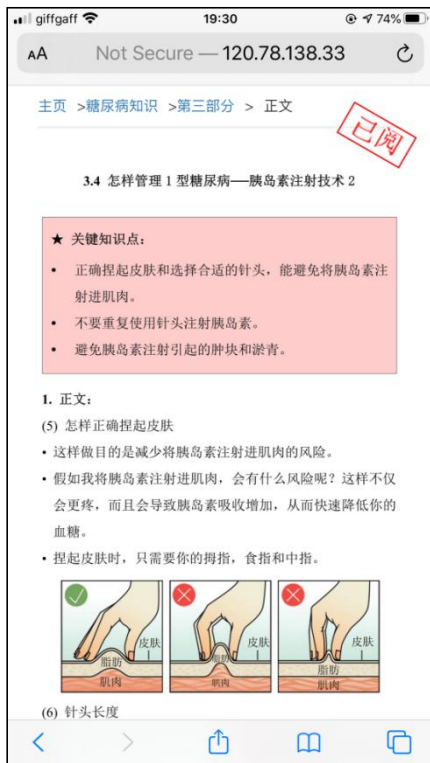 giffgaff 19:30 74%
AA Not Secure — 120.78.138.33
主页 >糖尿病知识 >第三部分 > 正文
已阅
3.4 怎样管理 1 型糖尿病──胰岛素注射技术 2
★ 关键知识点：
• 正确捏起皮肤和选择合适的针头，能避免将胰岛素注
射进肌肉。
• 不要重复使用针头注射胰岛素。
• 避免胰岛素注射引起的肿块和淤青。
1. 正文：
(5) 怎样正确捏起皮肤
• 这样做目的是减少将胰岛素注射进肌肉的风险。
• 假如我将胰岛素注射进肌肉，会有什么风险呢？这样不仅
会更疼，而且会导致胰岛素吸收增加，从而快速降低你的
血糖。
• 捏起皮肤时，只需要你的拇指，食指和中指。
皮肤 脂肪 肌肉
皮肤 脂肪 肌肉
皮肤 脂肪 肌肉
(6) 针头长度